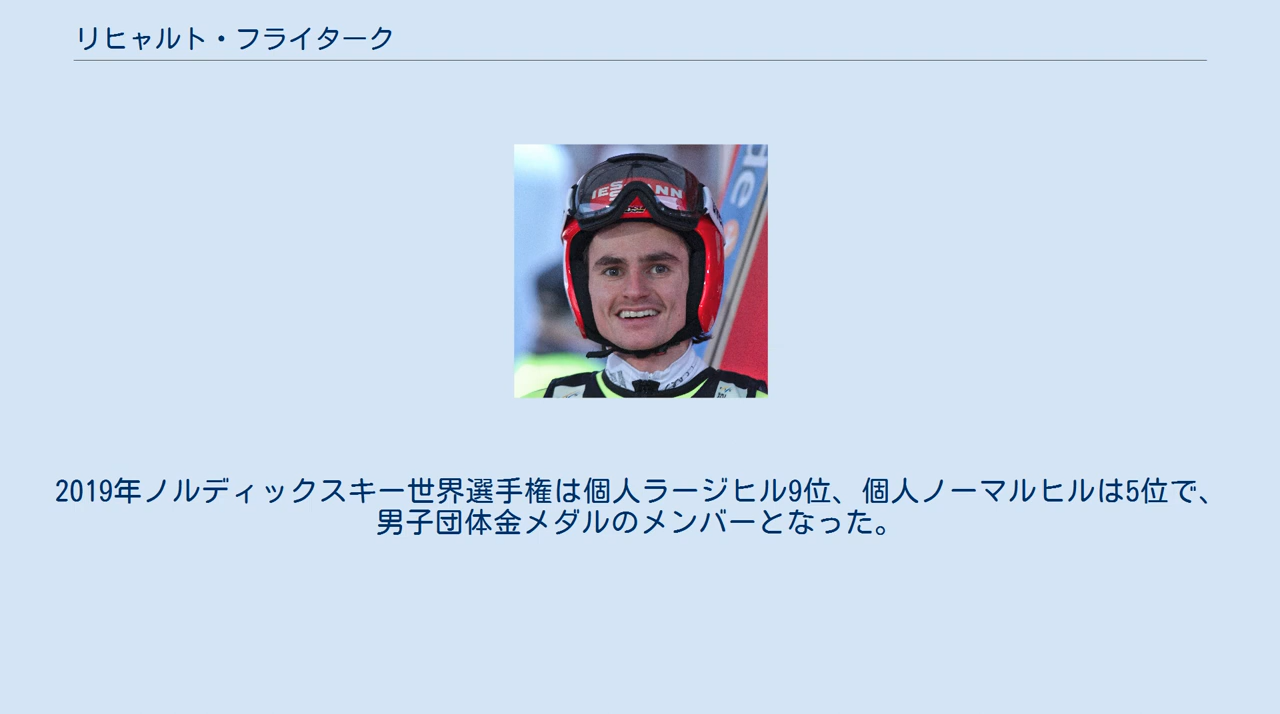 リヒャルト・フライターク
2019年ノルディックスキー世界選手権は個人ラージヒル9位、個人ノーマルヒルは5位で、
男子団体金メダルのメンバーとなった。